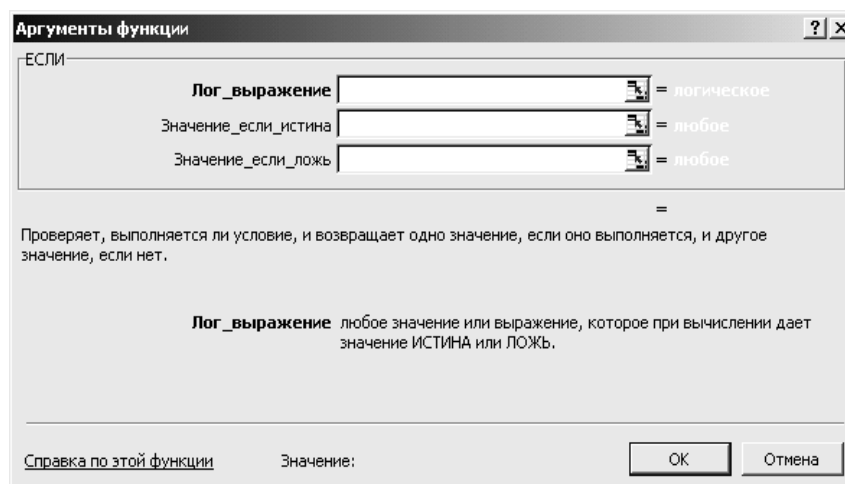 Аргументы функции
ЕСЛИ
Лог_выражение = логическое
Значение_если_истина = любое
Значение_если_ложь = любое
=
Проверяет, выполняется ли условие, и возвращает одно значение, если оно выполняется, и другое
значение, если нет.
Лог_выражение любое значение или выражение, которое при вычислении дает
значение ИСТИНА или ЛОЖЬ.
Справка по этой функции Значение: OK Отмена